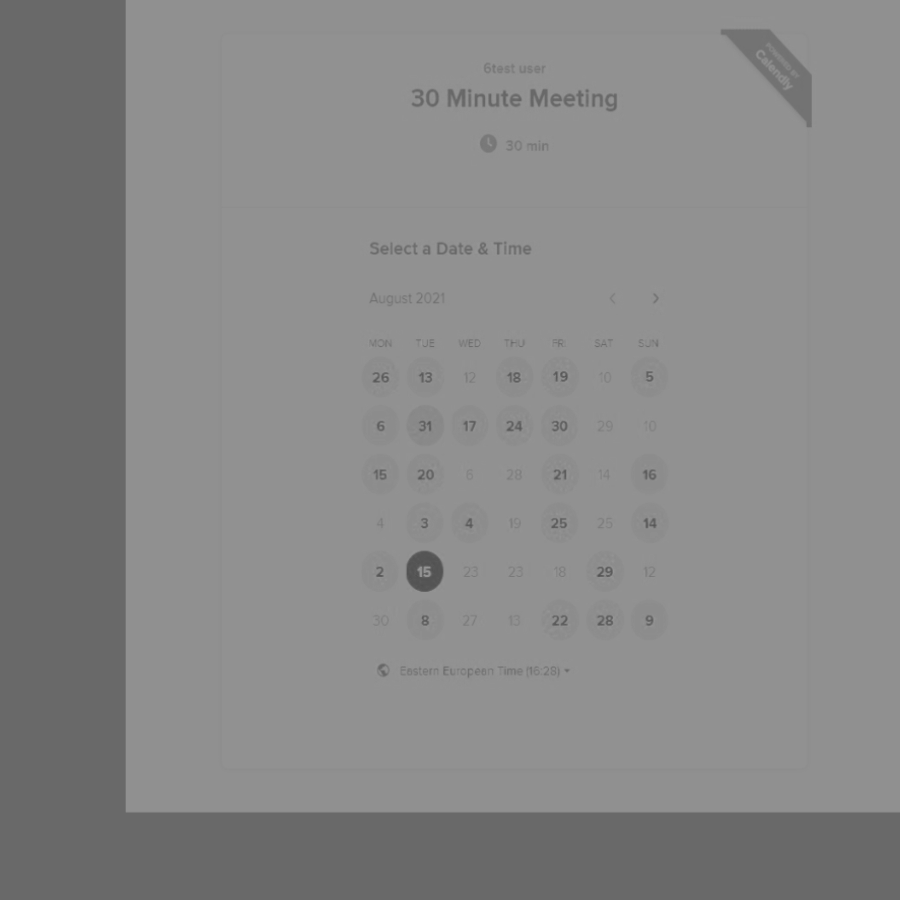 POWERED BY
Calendly
6test user
30 Minute Meeting
30 min
Select a Date & Time
August 2021
MON TUE WED THU FRI SAT SUN
26 13 12 18 19 10 5
6 31 17 24 30 29 10
15 20 6 28 21 14 16
4 3 4 19 25 25 14
2 15 23 23 18 29 12
30 8 27 13 22 28 9
Eastern European Time (16:28)